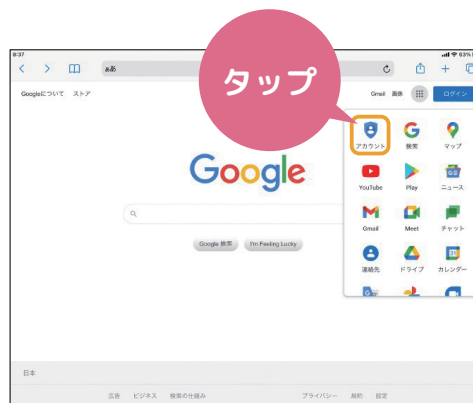 8:37
63%
ああ
タップ
Googleについて ストア
Gmail 画像
ログイン
アカウント 検索 マップ
Google
YouTube Play ニュース
Gmail Meet チャット
Google 検索 I'm Feeling Lucky
連絡先 ドライブ カレンダー
日本
広告 ビジネス 検索の仕組み
プライバシー 規約 設定